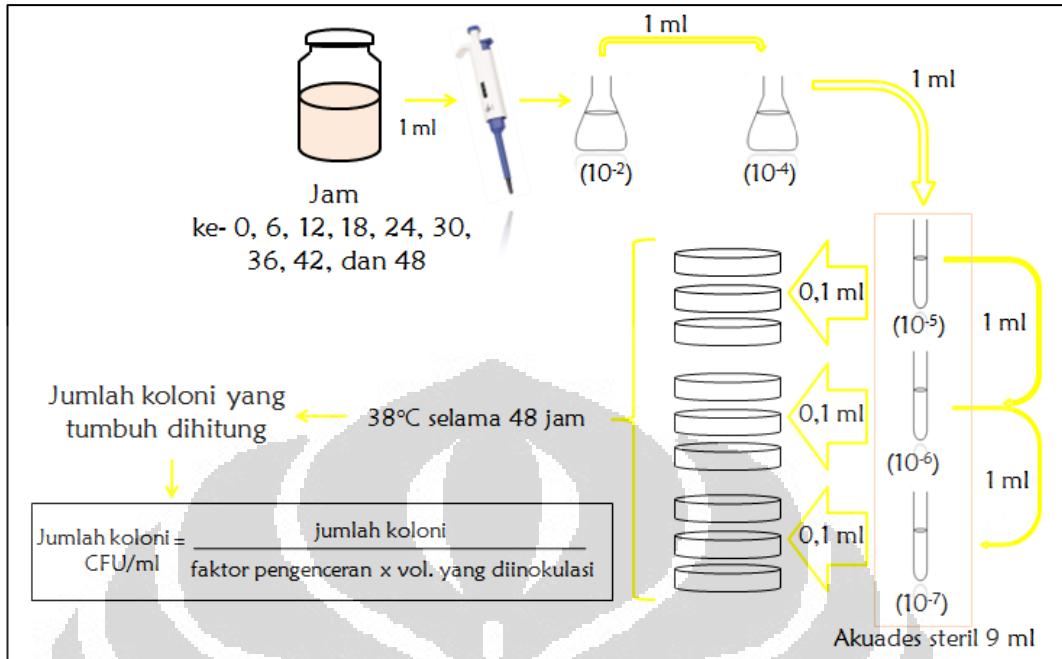 1 ml
1 ml
1 ml
(10-2)
(10-4)
Jam
ke- 0, 6, 12, 18, 24, 30,
36, 42, dan 48
0,1 ml
(10-5)
1 ml
0,1 ml
(10-6)
1 ml
0,1 ml
(10-7)
Akuades steril 9 ml
38°C selama 48 jam
Jumlah koloni yang
tumbuh dihitung
Jumlah koloni =
CFU/ml
jumlah koloni
faktor pengenceran x vol. yang diinokulasi